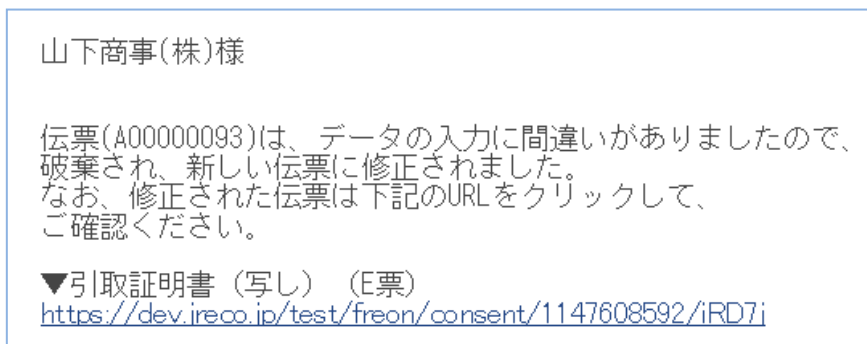 山下商事(株)様
伝票(A00000093)は、データの入力に間違いがありましたので、
破棄され、新しい伝票に修正されました。
なお、修正された伝票は下記のURLをクリックして、
ご確認ください。
▼引取証明書（写し）（E票）
https://dev.jreco.jp/test/freon/consent/1147608592/iRD7j